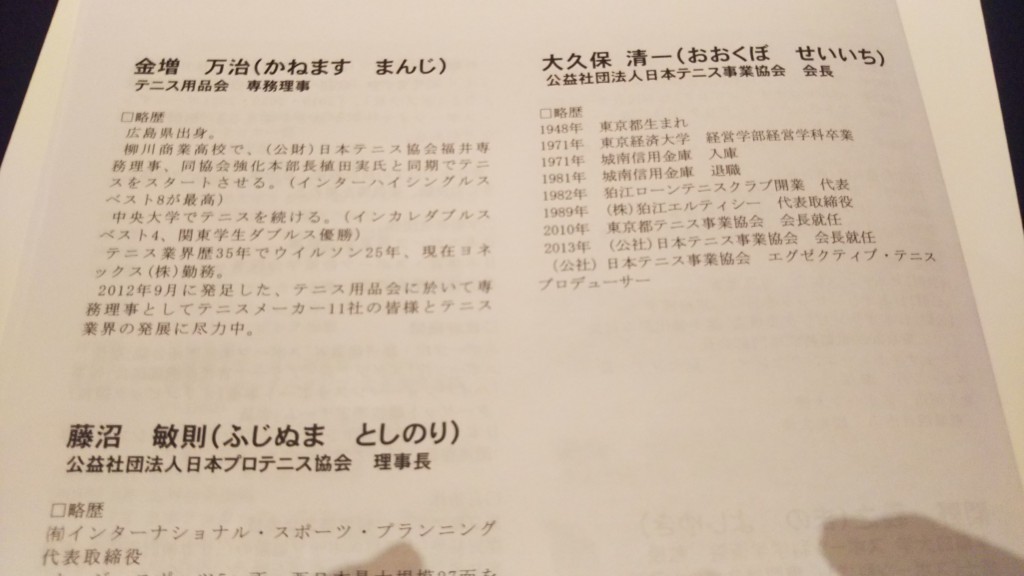 金増　万治(かねます　まんじ)
テニス用品会　専務理事
□略歴
広島県出身。
柳川商業高校で、(公財)日本テニス協会福井専
務理事、同協会強化本部長植田実氏と同期でテニ
スをスタートさせる。(インターハイシングルス
ベスト8が最高)
中央大学でテニスを続ける。(インカレダブルス
ベスト4、関東学生ダブルス優勝)
テニス業界歴35年でウイルソン25年、現在ヨネ
ックス(株)勤務。
2012年9月に発足した、テニス用品会に於いて専
務理事としてテニスメーカー11社の皆様とテニス
業界の発展に尽力中。
大久保　清一(おおくぼ　せいいち)
公益社団法人日本テニス事業協会　会長
□略歴
1948年　東京都生まれ
1971年　東京経済大学　経営学部経営学科卒業
1971年　城南信用金庫　入庫
1981年　城南信用金庫　退職
1982年　狛江ローンテニスクラブ開業　代表
1989年　(株)狛江エルティシー　代表取締役
2010年　東京都テニス事業協会　会長就任
2013年　(公社)日本テニス事業協会　会長就任
(公社)日本テニス事業協会　エグゼクティブ・テニス
プロデューサー
藤沼　敏則(ふじぬま　としのり)
公益社団法人日本プロテニス協会　理事長
□略歴
㈲インターナショナル・スポーツ・プランニング
代表取締役